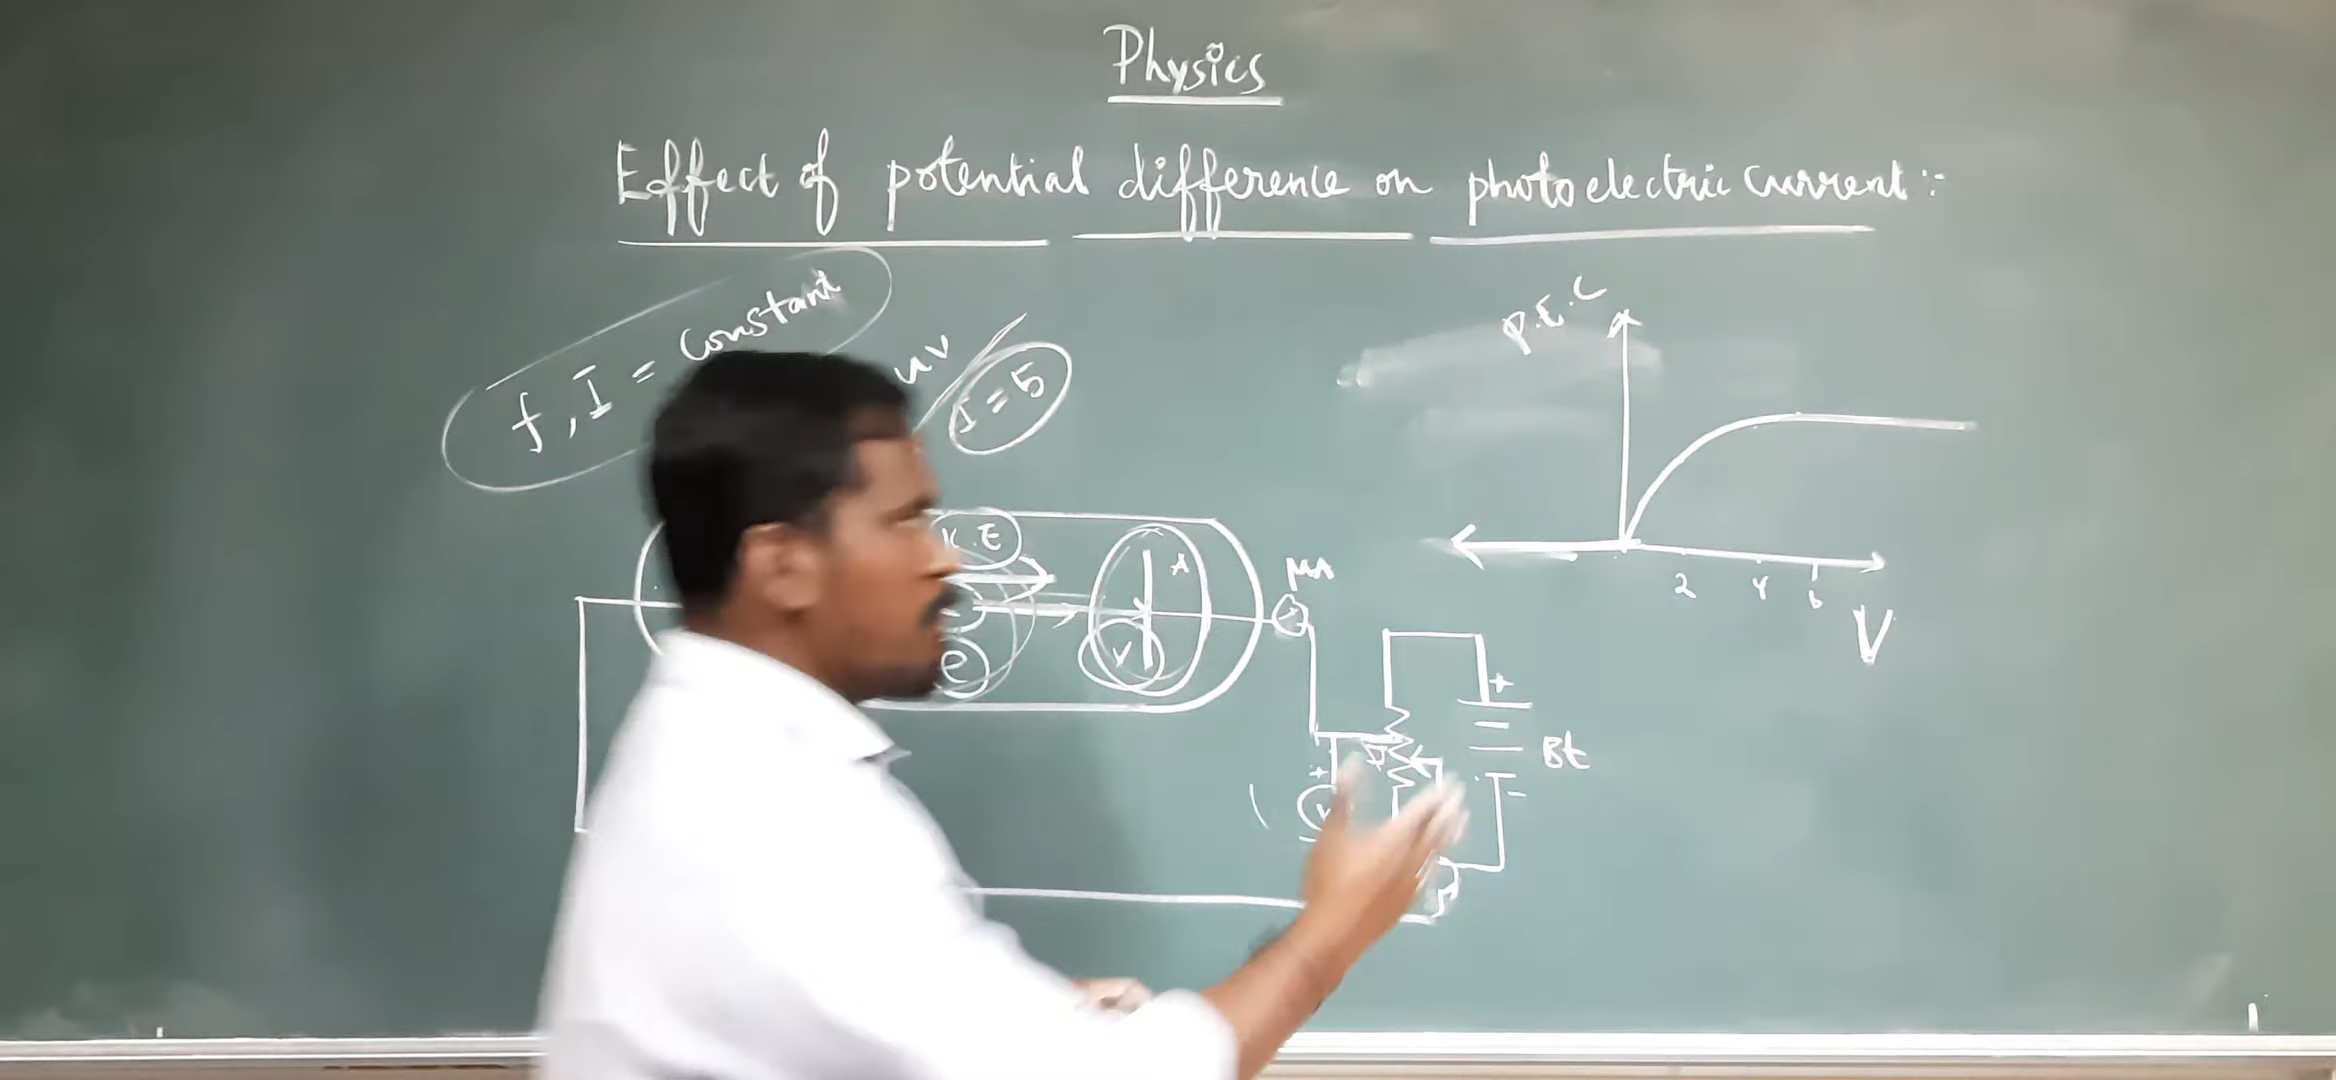 Physics
Effect of potential difference on photoelectric current :-
f, I = Constant
uv
I = 5
P.E.C
K.E
A
e
V
μA
2 4 6
V
+
Bt
+
V
-